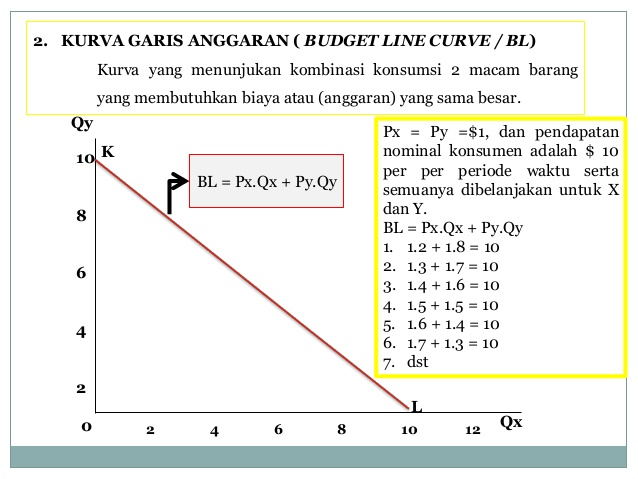 2. KURVA GARIS ANGGARAN ( BUDGET LINE CURVE / BL)
Kurva yang menunjukan kombinasi konsumsi 2 macam barang
yang membutuhkan biaya atau (anggaran) yang sama besar.
Qy
10 K
8
6
4
2
0
BL = Px.Qx + Py.Qy
L
2 4 6 8 10 12 Qx
Px = Py =$1, dan pendapatan
nominal konsumen adalah $ 10
per per periode waktu serta
semuanya dibelanjakan untuk X
dan Y.
BL = Px.Qx + Py.Qy
1. 1.2 + 1.8 = 10
2. 1.3 + 1.7 = 10
3. 1.4 + 1.6 = 10
4. 1.5 + 1.5 = 10
5. 1.6 + 1.4 = 10
6. 1.7 + 1.3 = 10
7. dst